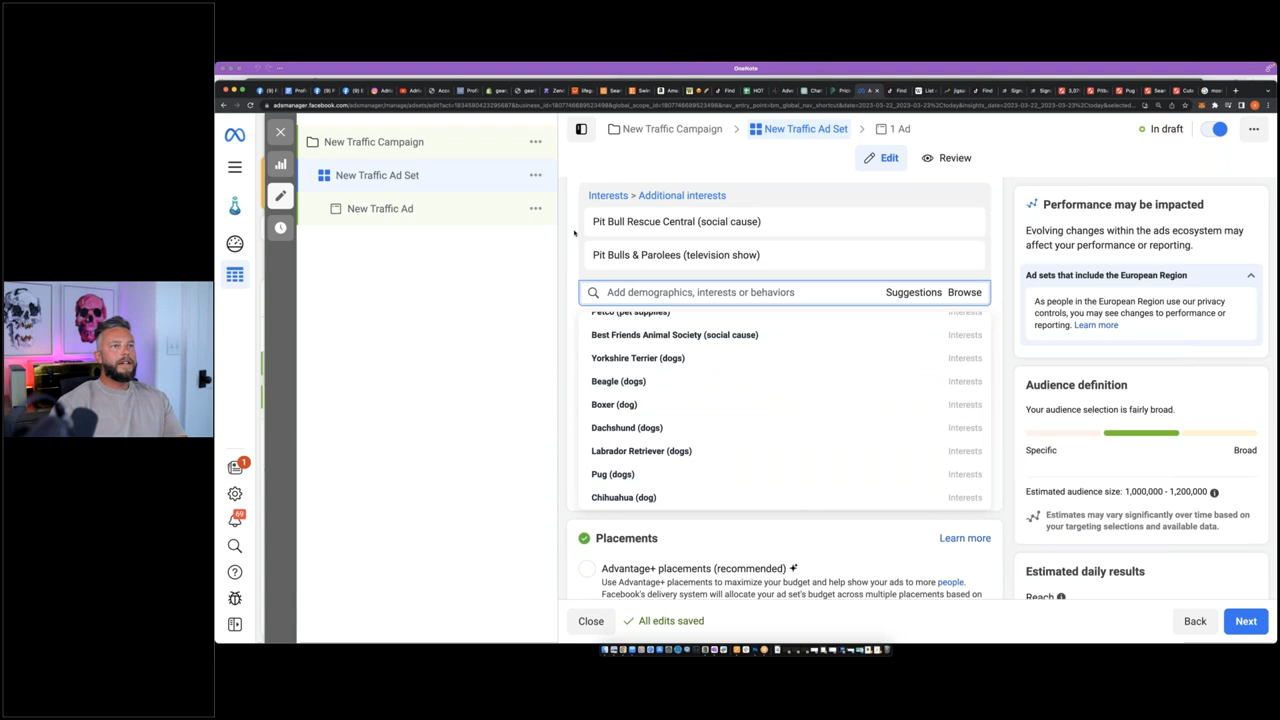 OneNote
New Traffic Campaign
New Traffic Ad Set
New Traffic Ad
New Traffic Campaign > New Traffic Ad Set > 1 Ad
In draft
Edit
Review
Interests > Additional interests
Pit Bull Rescue Central (social cause)
Pit Bulls & Parolees (television show)
Add demographics, interests or behaviors
Suggestions
Browse
Petco (pet supplies)
Interests
Best Friends Animal Society (social cause)
Interests
Yorkshire Terrier (dogs)
Interests
Beagle (dogs)
Interests
Boxer (dog)
Interests
Dachshund (dogs)
Interests
Labrador Retriever (dogs)
Interests
Pug (dogs)
Interests
Chihuahua (dog)
Interests
Placements
Learn more
Advantage+ placements (recommended)
Use Advantage+ placements to maximize your budget and help show your ads to more people.
Facebook's delivery system will allocate your ad set's budget across multiple placements based on
Close
All edits saved
Back
Next
Performance may be impacted
Evolving changes within the ads ecosystem may
affect your performance or reporting.
Ad sets that include the European Region
As people in the European Region use our privacy
controls, you may see changes to performance or
reporting. Learn more
Audience definition
Your audience selection is fairly broad.
Specific
Broad
Estimated audience size: 1,000,000 - 1,200,000
Estimates may vary significantly over time based on
your targeting selections and available data.
Estimated daily results
Reach
1
69